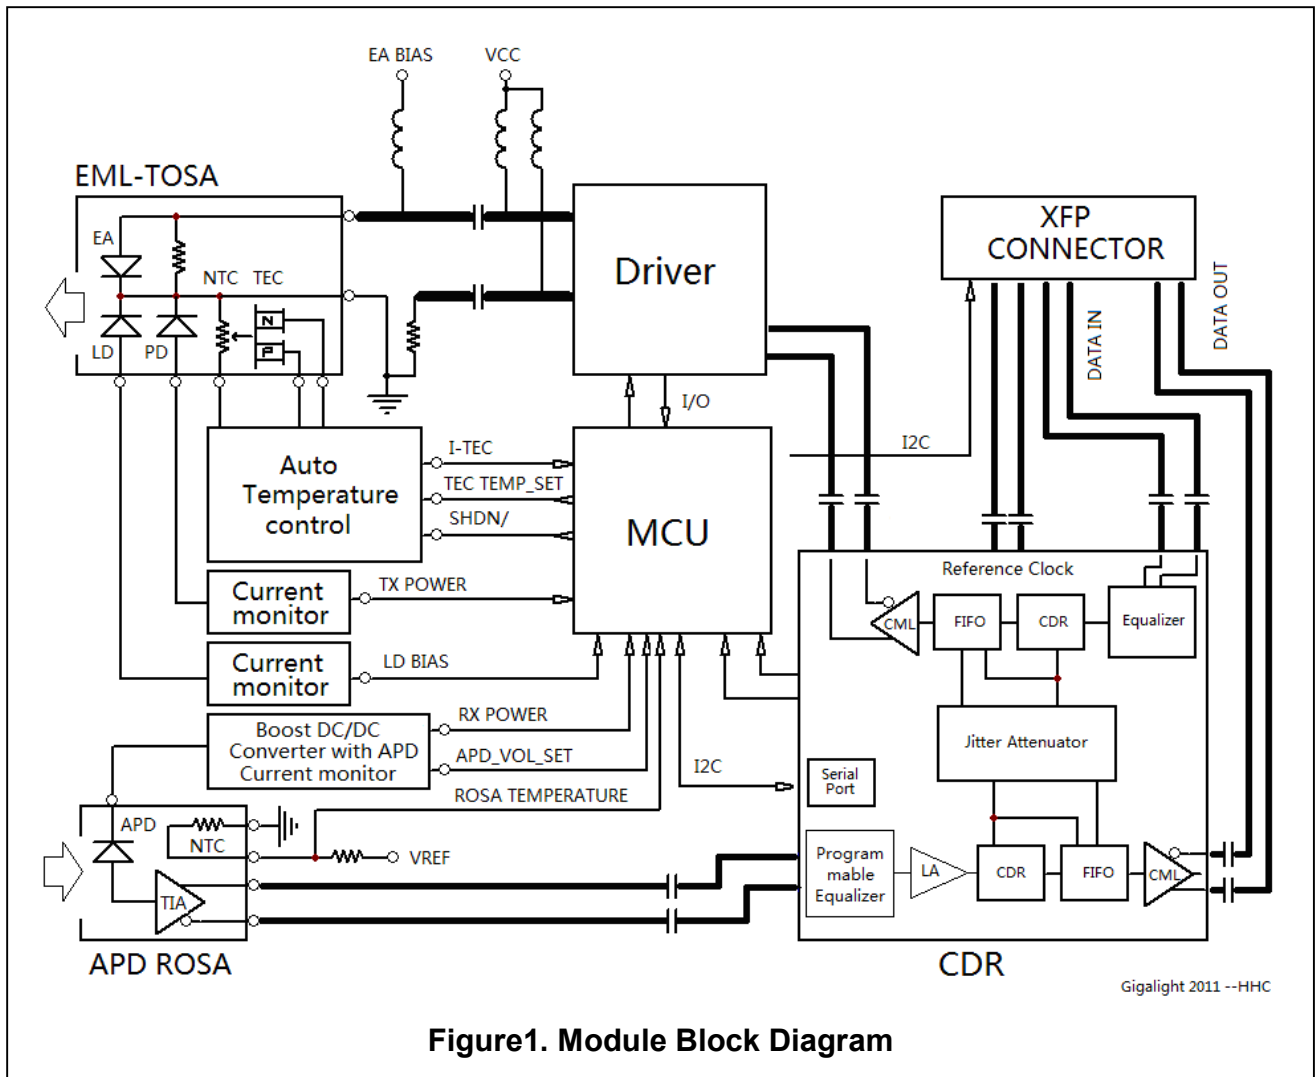 EA BIAS
VCC
EML-TOSA
EA
NTC
TEC
N
P
LD
PD
Driver
XFP
CONNECTOR
DATA IN
DATA OUT
I/O
I2C
Auto
Temperature
control
I-TEC
TEC TEMP_SET
SHDN/
MCU
Current
monitor
TX POWER
Current
monitor
LD BIAS
Boost DC/DC
Converter with APD
Current monitor
RX POWER
APD_VOL_SET
ROSA TEMPERATURE
I2C
Reference Clock
CML
FIFO
CDR
Equalizer
Jitter Attenuator
Serial
Port
Program
mable
Equalizer
LA
CDR
FIFO
CML
APD
NTC
VREF
TIA
APD ROSA
CDR
Gigalight 2011 --HHC
Figure1. Module Block Diagram